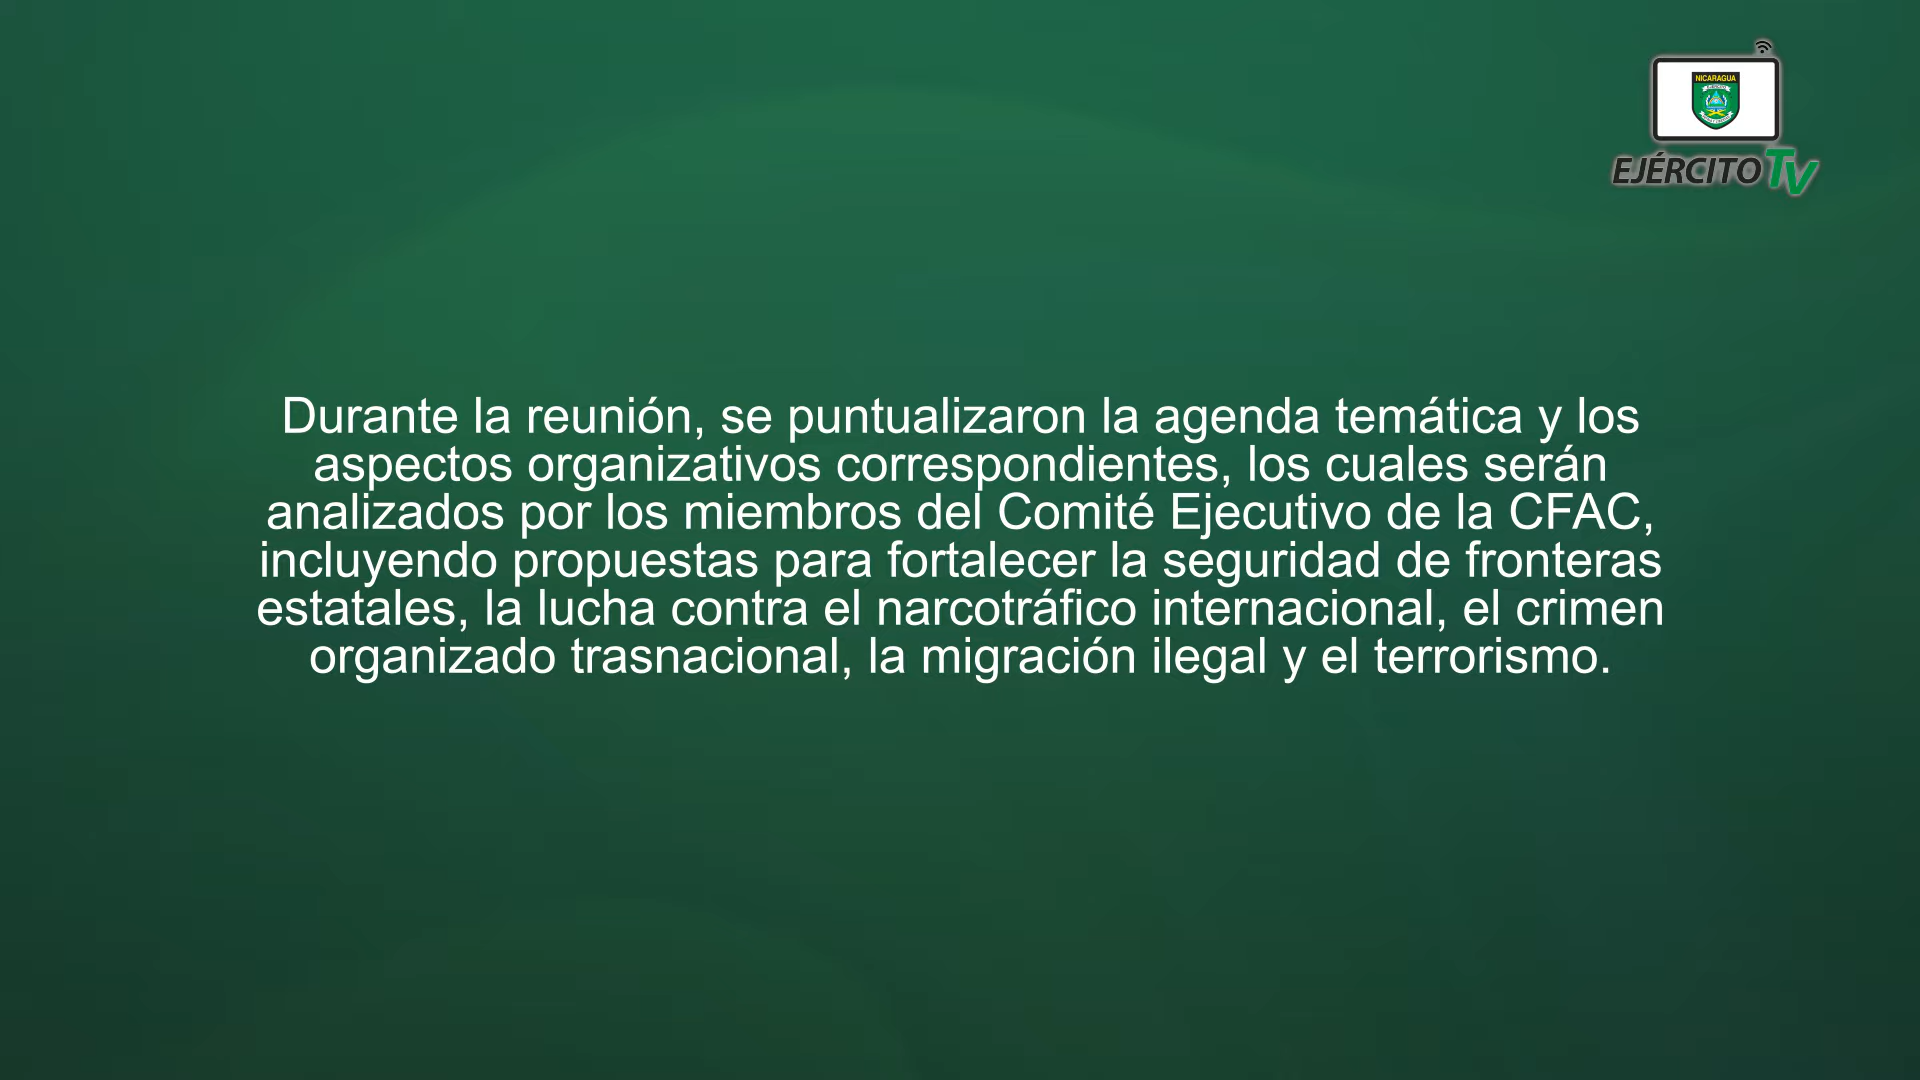 NICARAGUA
EJÉRCITO TV
Durante la reunión, se puntualizaron la agenda temática y los
aspectos organizativos correspondientes, los cuales serán
analizados por los miembros del Comité Ejecutivo de la CFAC,
incluyendo propuestas para fortalecer la seguridad de fronteras
estatales, la lucha contra el narcotráfico internacional, el crimen
organizado trasnacional, la migración ilegal y el terrorismo.